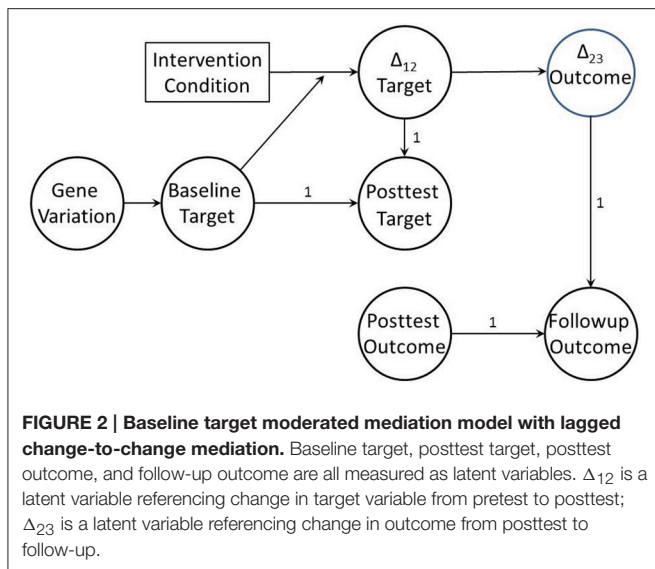 Intervention
Condition
Δ₁₂
Target
Δ₂₃
Outcome
1
Gene
Variation
Baseline
Target
1
Posttest
Target
1
Posttest
Outcome
1
Followup
Outcome
FIGURE 2 | Baseline target moderated mediation model with lagged
change-to-change mediation. Baseline target, posttest target, posttest
outcome, and follow-up outcome are all measured as latent variables. Δ₁₂ is a
latent variable referencing change in target variable from pretest to posttest;
Δ₂₃ is a latent variable referencing change in outcome from posttest to
follow-up.